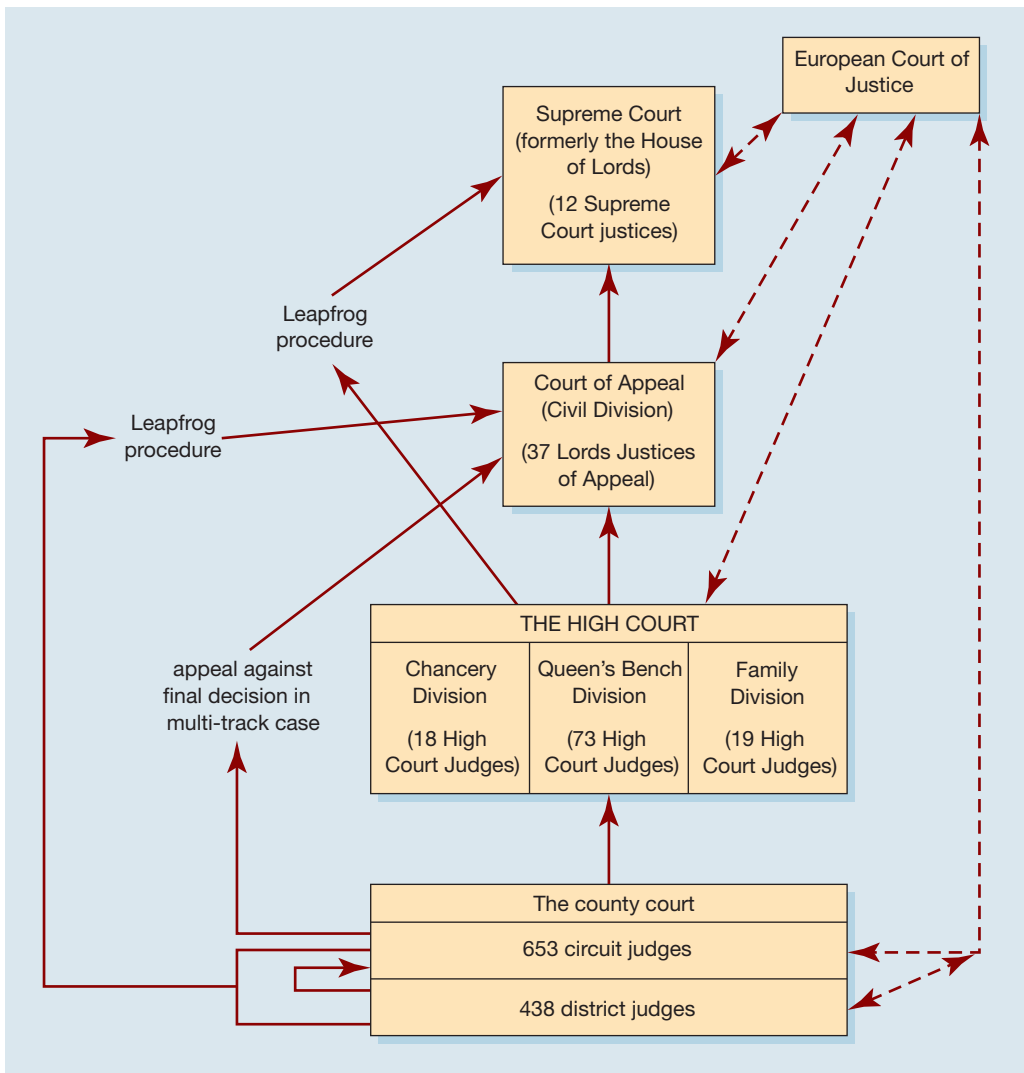 European Court of
Justice
Supreme Court
(formerly the House
of Lords)
(12 Supreme
Court justices)
Leapfrog
procedure
Court of Appeal
(Civil Division)
(37 Lords Justices
of Appeal)
Leapfrog
procedure
THE HIGH COURT
Chancery
Division
(18 High
Court Judges)
Queen's Bench
Division
(73 High
Court Judges)
Family
Division
(19 High
Court Judges)
appeal against
final decision in
multi-track case
The county court
653 circuit judges
438 district judges